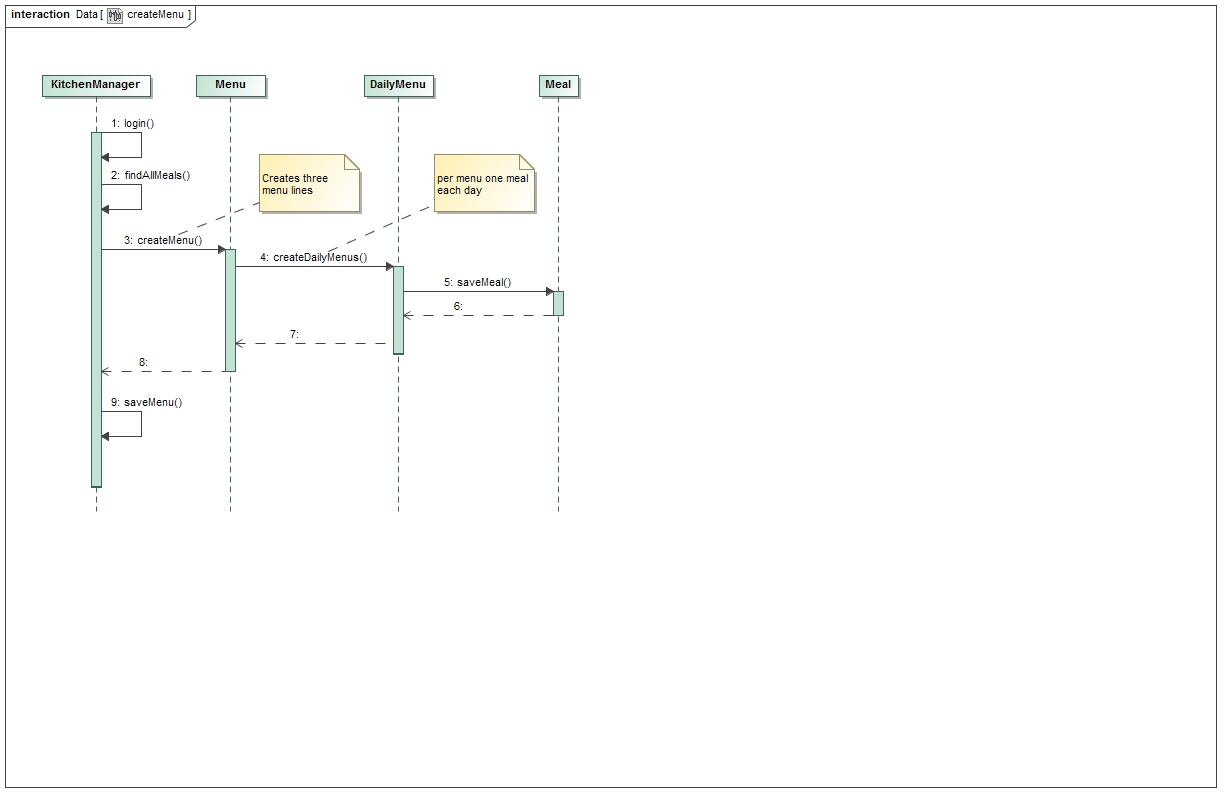 interaction Data [ createMenu ]
KitchenManager
Menu
DailyMenu
Meal
1: login()
2: findAllMeals()
Creates three
menu lines
per menu one meal
each day
3: createMenu()
4: createDailyMenus()
5: saveMeal()
6:
7:
8:
9: saveMenu()